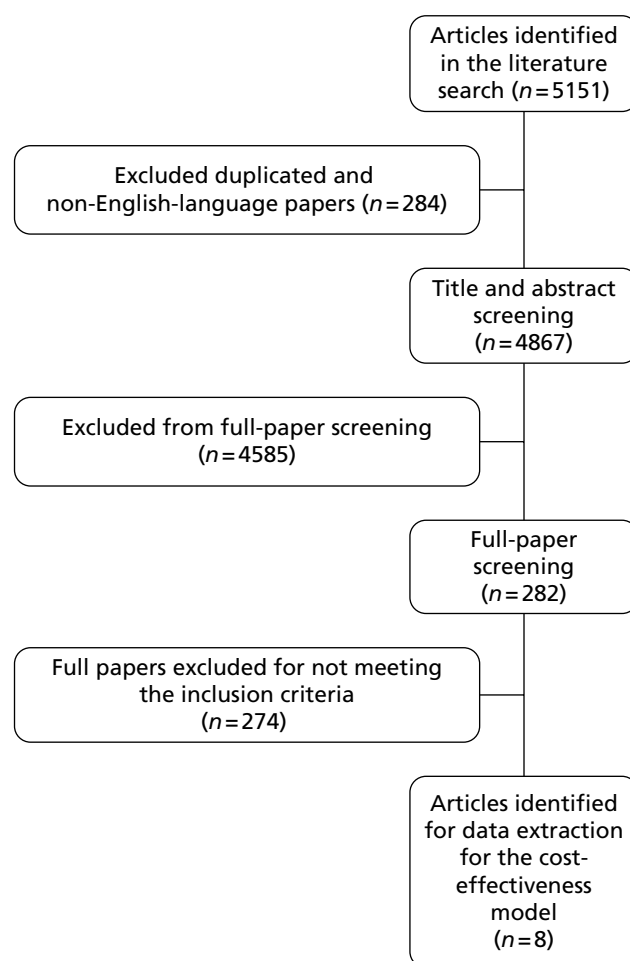 Articles identified
in the literature
search (n=5151)
Excluded duplicated and
non-English-language papers (n=284)
Title and abstract
screening
(n=4867)
Excluded from full-paper screening
(n=4585)
Full-paper
screening
(n=282)
Full papers excluded for not meeting
the inclusion criteria
(n=274)
Articles identified
for data extraction
for the cost-
effectiveness
model
(n=8)